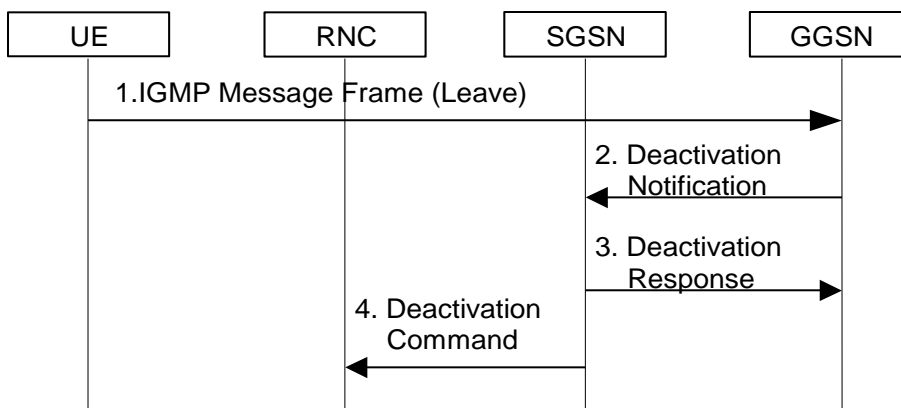 UE
RNC
SGSN
GGSN
1.IGMP Message Frame (Leave)
2. Deactivation
Notification
3. Deactivation
Response
4. Deactivation
Command